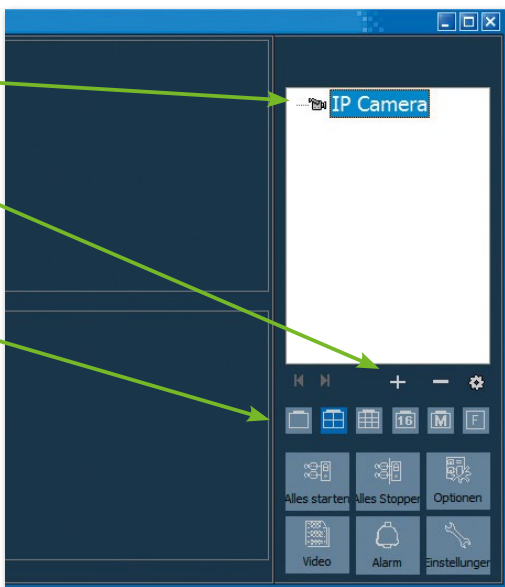 IP Camera
16 M F
Alles starten Alles Stoppen Optionen
Video Alarm Einstellungen